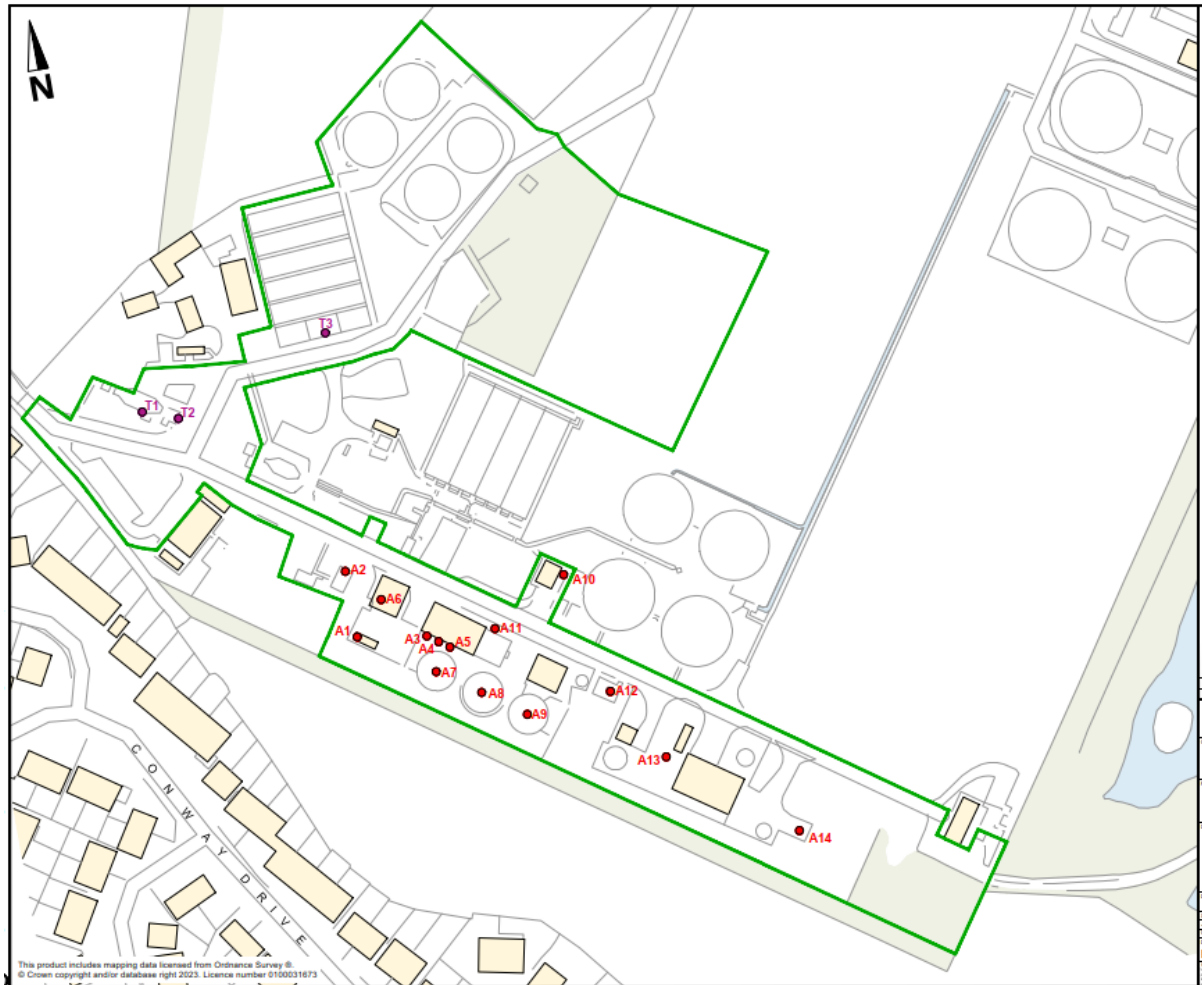 N
T3
T1
T2
A2
A10
A6
A1
A3
A11
A4
A5
A7
A8
A9
A12
A13
A14
CONWAY DRIVE
This product includes mapping data licensed from Ordnance Survey ®.
© Crown copyright and/or database right 2023. Licence number 0100031673